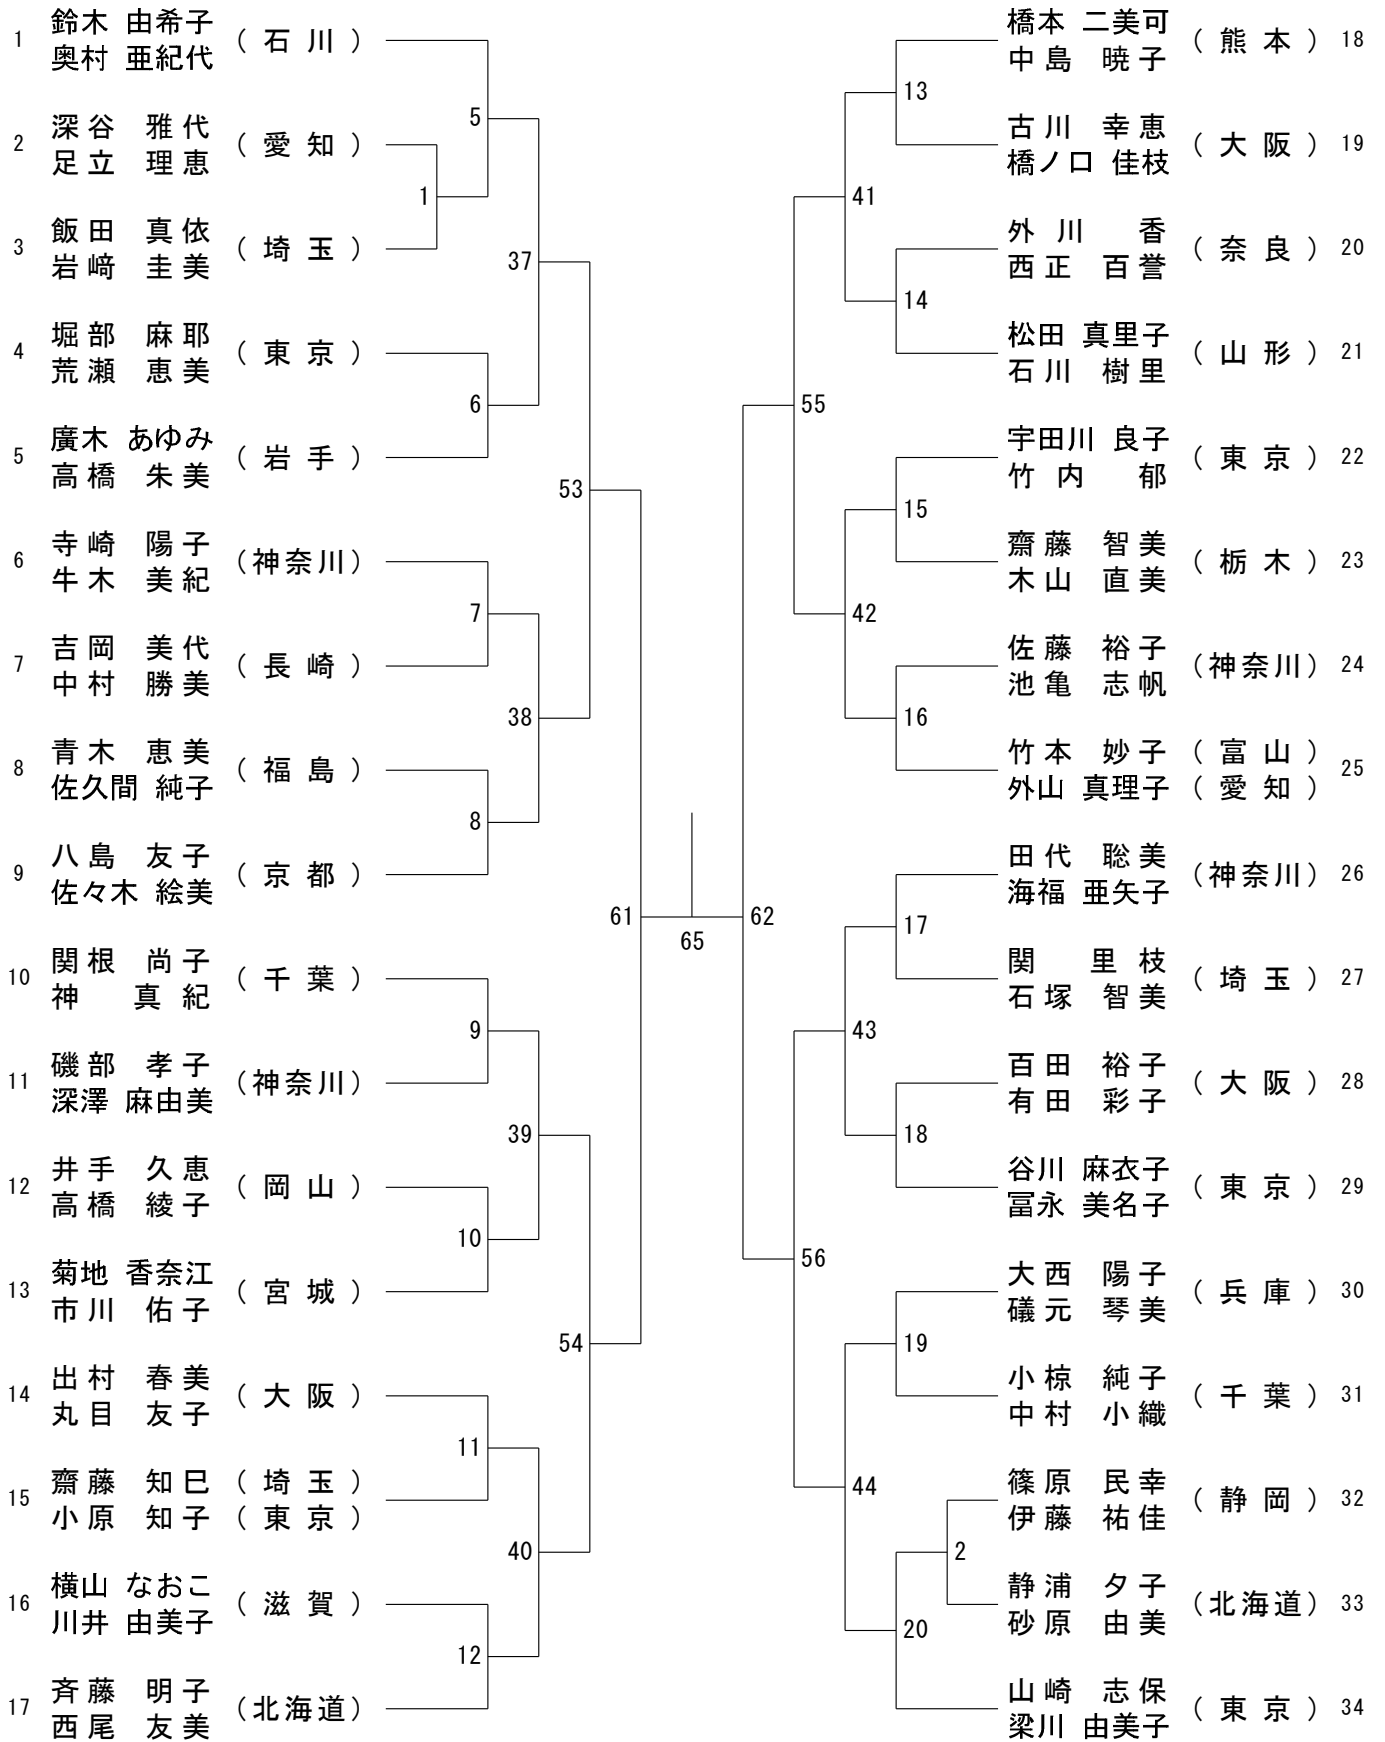 1 鈴木 由希子 (石川)
奥村 亜紀代
2 深谷 雅代 (愛知)
足立 理恵
3 飯田 真依 (埼玉)
岩﨑 圭美
4 堀部 麻耶 (東京)
荒瀬 恵美
5 廣木 あゆみ (岩手)
高橋 朱美
6 寺崎 陽子 (神奈川)
牛木 美紀
7 吉岡 美代 (長崎)
中村 勝美
8 青木 恵美 (福島)
佐久間 純子
9 八島 友子 (京都)
佐々木 絵美
10 関根 尚子 (千葉)
神 真紀
11 磯部 孝子 (神奈川)
深澤 麻由美
12 井手 久恵 (岡山)
高橋 綾子
13 菊地 香奈江 (宮城)
市川 佑子
14 出村 春美 (大阪)
丸目 友子
15 齋藤 知巳 (埼玉)
小原 知子 (東京)
16 横山 なおこ (滋賀)
川井 由美子
17 斉藤 明子 (北海道)
西尾 友美
5
1
37
6
53
7
38
8
61
9
39
10
54
11
40
12
65
62
13
41
14
55
15
42
16
17
43
18
56
19
44
2
20
橋本 二美可 (熊本) 18
中島 暁子
古川 幸恵 (大阪) 19
橋ノ口 佳枝
外川 香 (奈良) 20
西正 百誉
松田 真里子 (山形) 21
石川 樹里
宇田川 良子 (東京) 22
竹内 郁
齋藤 智美 (栃木) 23
木山 直美
佐藤 裕子 (神奈川) 24
池亀 志帆
竹本 妙子 (富山) 25
外山 真理子 (愛知)
田代 聡美 (神奈川) 26
海福 亜矢子
関 里枝 (埼玉) 27
石塚 智美
百田 裕子 (大阪) 28
有田 彩子
谷川 麻衣子 (東京) 29
冨永 美名子
大西 陽子 (兵庫) 30
礒元 琴美
小椋 純子 (千葉) 31
中村 小織
篠原 民幸 (静岡) 32
伊藤 祐佳
静浦 夕子 (北海道) 33
砂原 由美
山崎 志保 (東京) 34
梁川 由美子